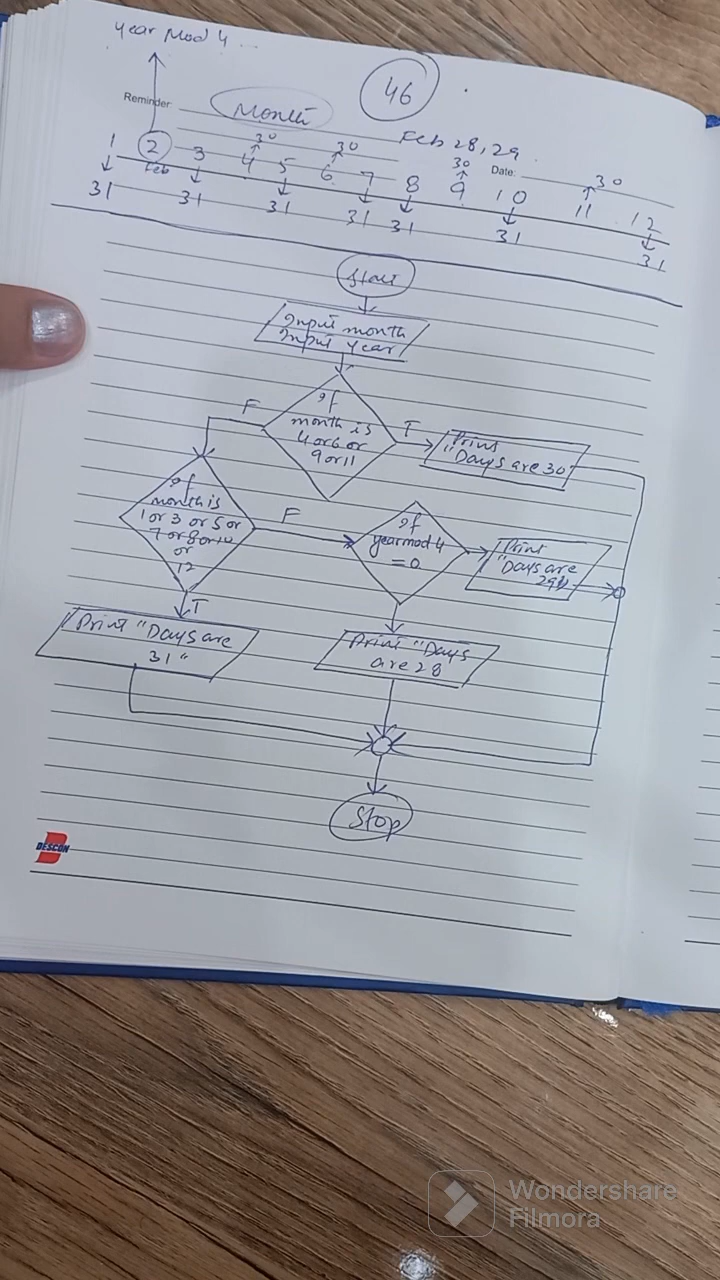 Year Mod 4 ...
46
Reminder:
Month
Feb 28, 29
Date:
30 30 30 30
1 2 3 4 5 6 7 8 9 10 11 12
Feb
31 31 31 31 31 31 31
Start
Input month
Input year
If
month is
4 or 6 or
9 or 11
F
T
Print
"Days are 30
If
month is
1 or 3 or 5 or
7 or 8 or 10
or
12
F
If
year mod 4
= 0
Print
"Days are
29"
T
Print "Days are
31"
Print "Days
are 28
Stop
DESCON
Wondershare
Filmora